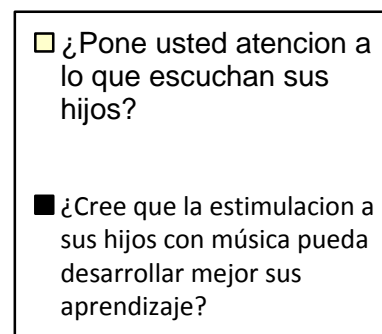 ¿Pone usted atencion a
lo que escuchan sus
hijos?
¿Cree que la estimulacion a
sus hijos con música pueda
desarrollar mejor sus
aprendizaje?